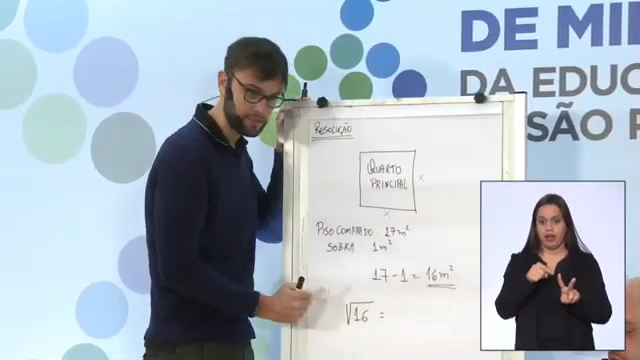 DE MI
DA EDUC
SÃO P
RESOLUÇÃO
QUARTO
PRINCIPAL
X
X
PISO COMPRADO 17m²
SOBRA: 1m²
17-1 = 16m²
√16 =